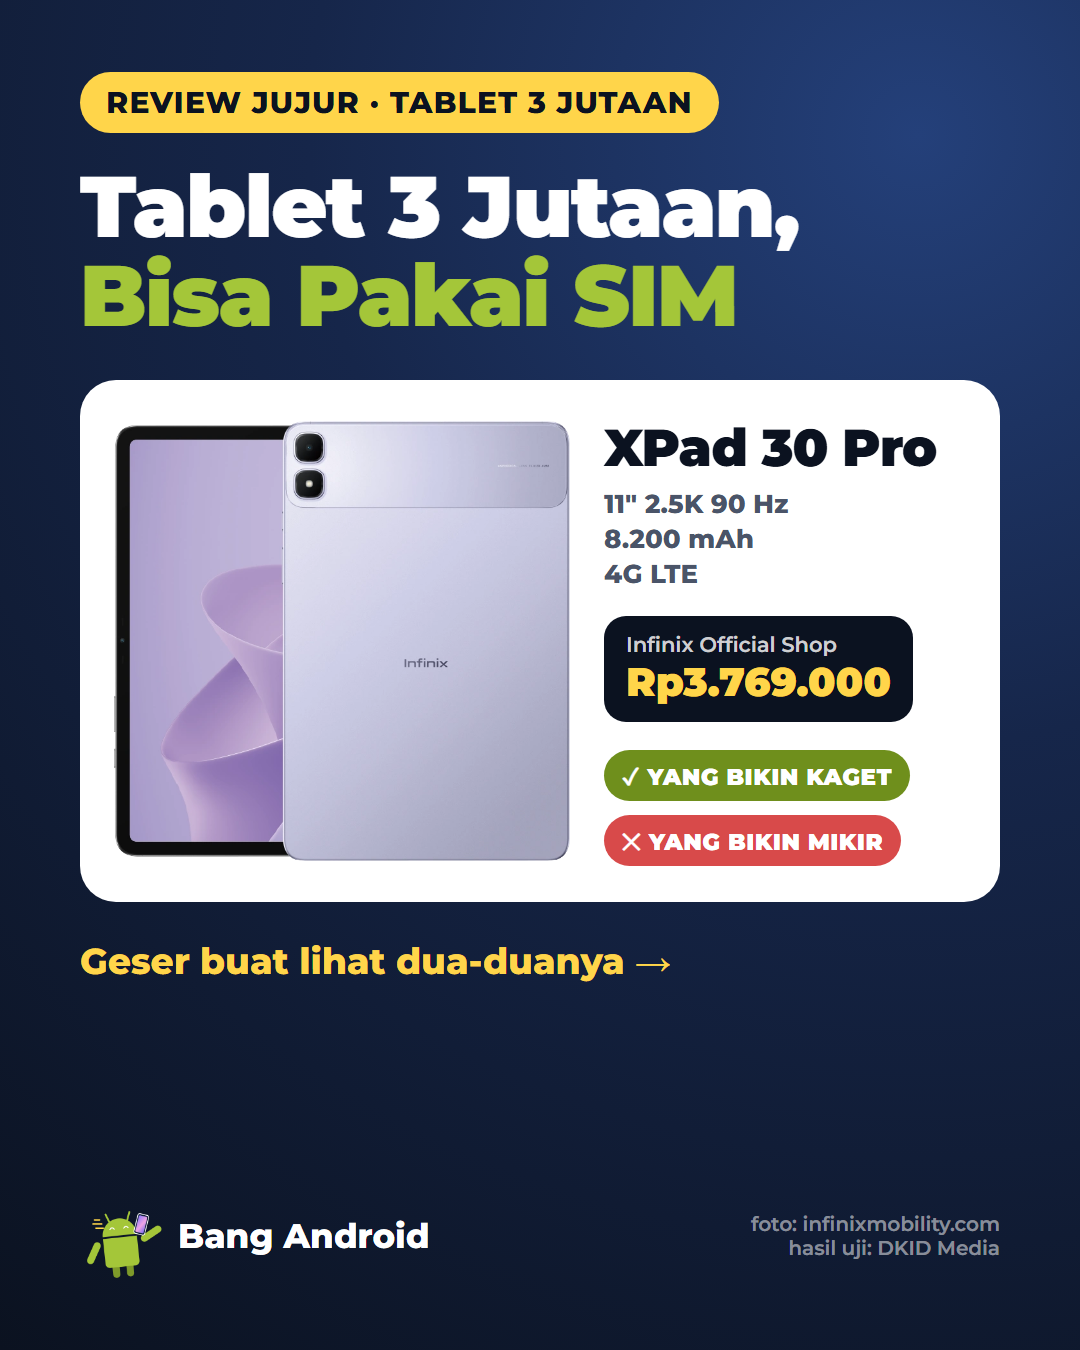 REVIEW JUJUR • TABLET 3 JUTAAN
Tablet 3 Jutaan,
Bisa Pakai SIM
Infinix
XPad 30 Pro
11" 2.5K 90 Hz
8.200 mAh
4G LTE
Infinix Official Shop
Rp3.769.000
✓ YANG BIKIN KAGET
✕ YANG BIKIN MIKIR
Geser buat lihat dua-duanya →
Bang Android
foto: infinixmobility.com
hasil uji: DKID Media